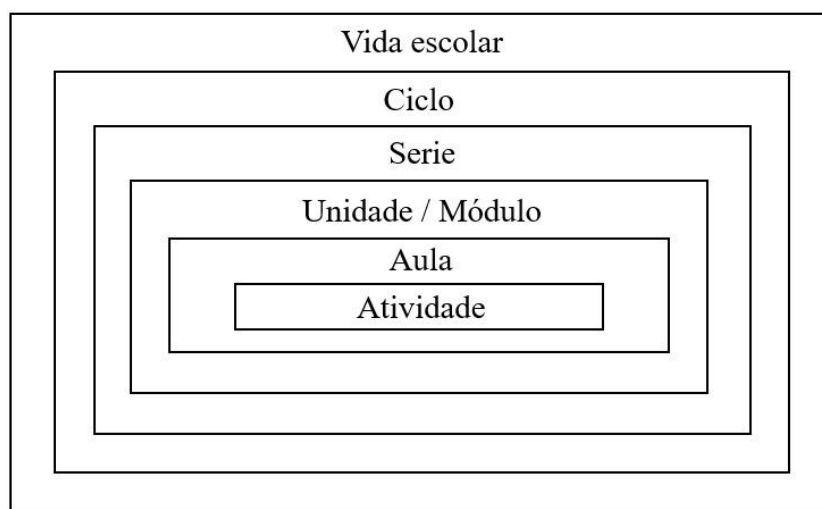 Vida escolar
Ciclo
Serie
Unidade / Módulo
Aula
Atividade